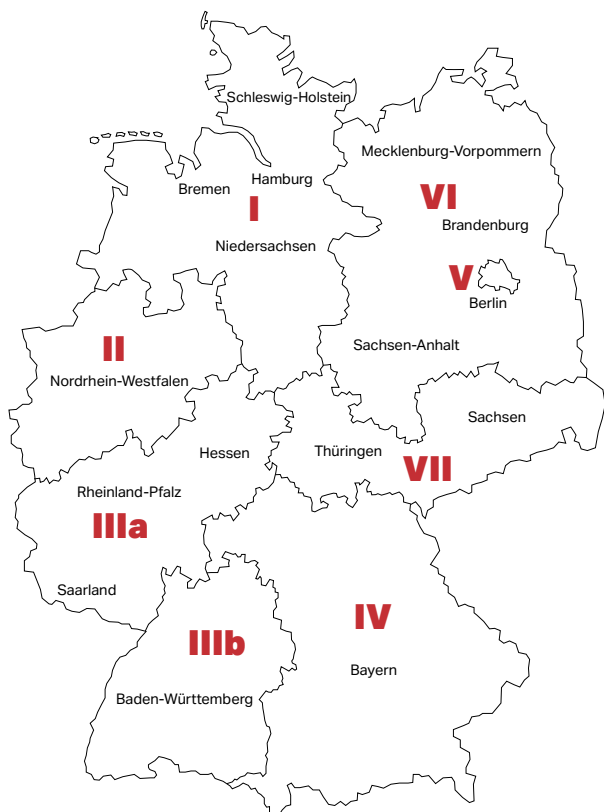 Schleswig-Holstein
Mecklenburg-Vorpommern
Hamburg
Bremen
VI
I
Brandenburg
Niedersachsen
V
Berlin
II
Sachsen-Anhalt
Nordrhein-Westfalen
Sachsen
Hessen
Thüringen
VII
Rheinland-Pfalz
IIIa
Saarland
IV
IIIb
Bayern
Baden-Württemberg